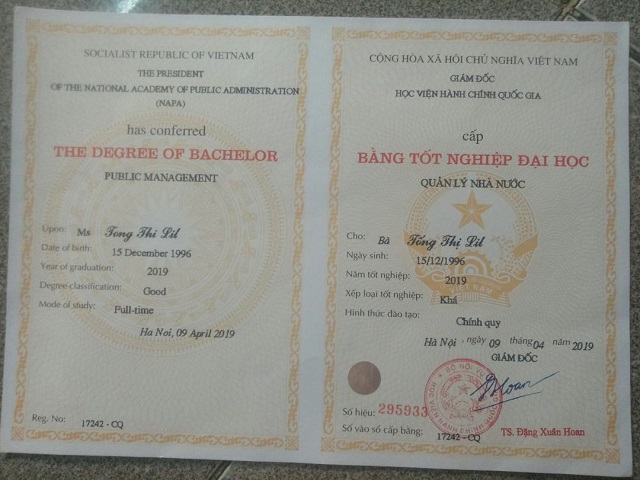 SOCIALIST REPUBLIC OF VIETNAM
THE PRESIDENT
OF THE NATIONAL ACADEMY OF PUBLIC ADMINISTRATION
(NAPA)
has conferred
THE DEGREE OF BACHELOR
PUBLIC MANAGEMENT
Upon: Ms Tong Thi Lil
Date of birth: 15 December 1996
Year of graduation: 2019
Degree classification: Good
Mode of study: Full-time
Ha Noi, 09 April 2019
Reg. No: 17242 - CQ
CỘNG HÒA XÃ HỘI CHỦ NGHĨA VIỆT NAM
GIÁM ĐỐC
HỌC VIỆN HÀNH CHÍNH QUỐC GIA
cấp
BẰNG TỐT NGHIỆP ĐẠI HỌC
QUẢN LÝ NHÀ NƯỚC
Cho: Bà Tống Thị Lil
Ngày sinh: 15/12/1996
Năm tốt nghiệp: 2019
Xếp loại tốt nghiệp: Khá
Hình thức đào tạo: Chính quy
Hà Nội, ngày 09 tháng 04 năm 2019
GIÁM ĐỐC
Số hiệu: 295933
Số vào sổ cấp bằng: 17242 - CQ
TS. Đặng Xuân Hoan